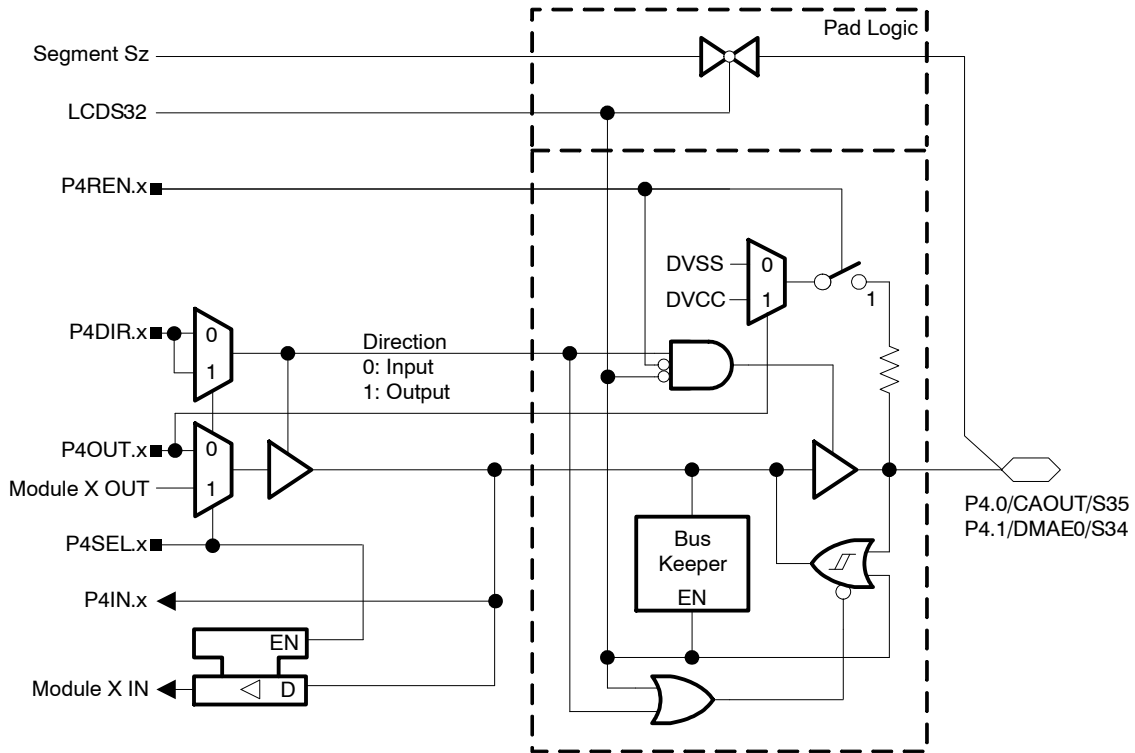 Pad Logic
Segment Sz
LCDS32
P4REN.x
DVSS
0
DVCC
1
1
P4DIR.x
0
1
Direction
0: Input
1: Output
P4OUT.x
0
Module X OUT
1
P4SEL.x
P4.0/CAOUT/S35
P4.1/DMAE0/S34
Bus
Keeper
EN
P4IN.x
EN
Module X IN
D